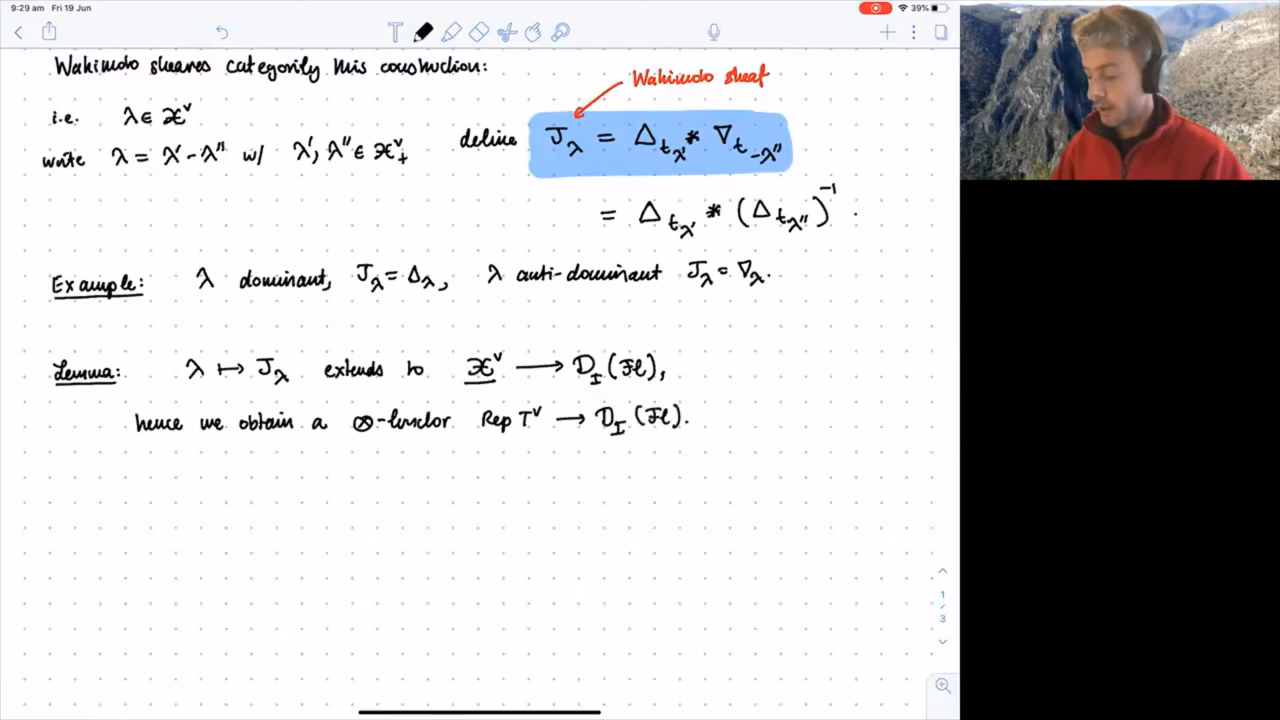 9:29 am Fri 19 Jun
39%
Wakimoto sheaves categorify this construction:
Wakimoto sheaf
i.e. λ ∈ 𝒳^∨
write λ = λ' - λ'' w/ λ', λ'' ∈ 𝒳^∨_+ define J_λ = Δ_{t_{λ'}} * ∇_{t_{-λ''}}
= Δ_{t_{λ'}} * (Δ_{t_{λ''}})^{-1} .
Example: λ dominant, J_λ = Δ_λ, λ anti-dominant J_λ = ∇_λ.
Lemma: λ ↦ J_λ extends to 𝒳^∨ → D_I(Fl),
hence we obtain a ⊗-functor Rep T^∨ → D_I(Fl).
1
/
3